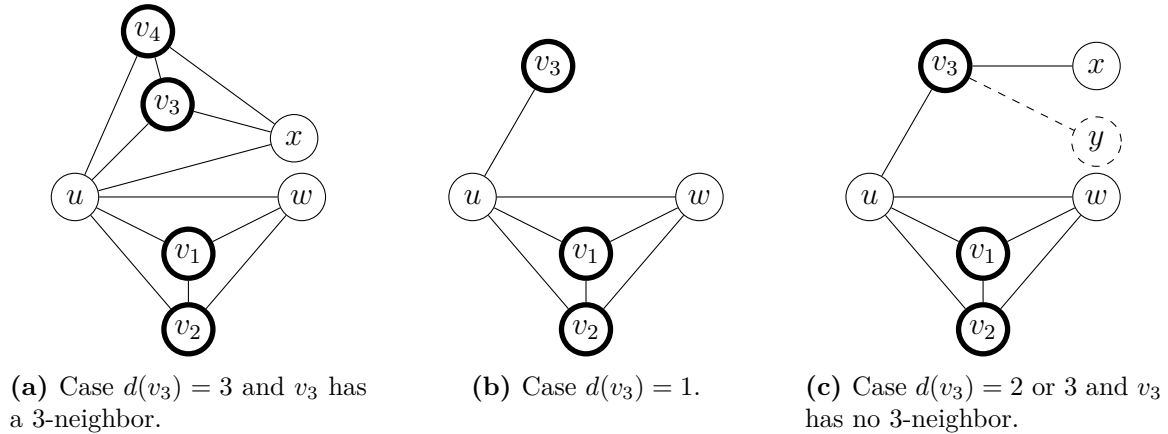 v₄
v₃
x
u
w
v₁
v₂
(a) Case d(v₃) = 3 and v₃ has
a 3-neighbor.
v₃
u
w
v₁
v₂
(b) Case d(v₃) = 1.
v₃
x
y
u
w
v₁
v₂
(c) Case d(v₃) = 2 or 3 and v₃
has no 3-neighbor.